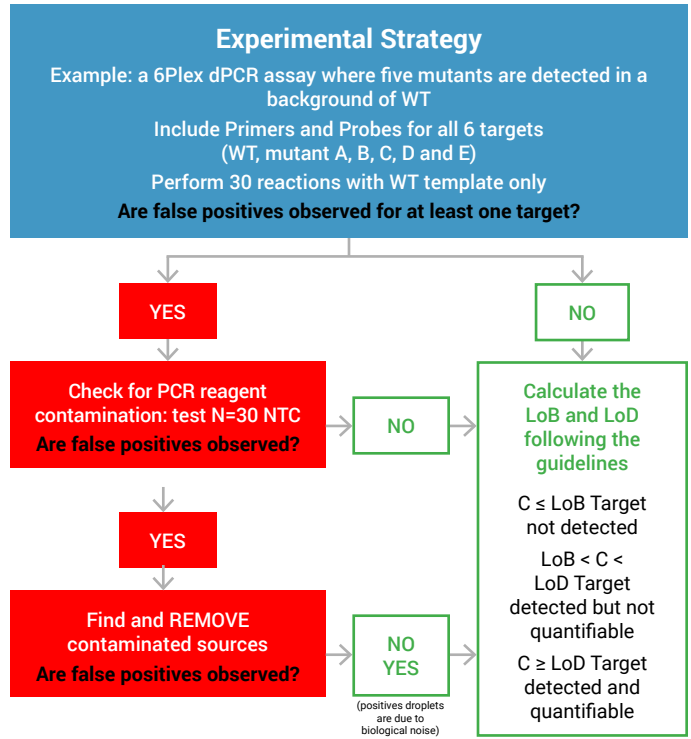 Experimental Strategy
Example: a 6Plex dPCR assay where five mutants are detected in a
background of WT
Include Primers and Probes for all 6 targets
(WT, mutant A, B, C, D and E)
Perform 30 reactions with WT template only
Are false positives observed for at least one target?
YES
NO
Check for PCR reagent
contamination: test N=30 NTC
Are false positives observed?
NO
Calculate the
LoB and LoD
following the
guidelines
C ≤ LoB Target
not detected
LoB < C <
LoD Target
detected but not
quantifiable
C ≥ LoD Target
detected and
quantifiable
YES
Find and REMOVE
contaminated sources
Are false positives observed?
NO
YES
(positives droplets
are due to
biological noise)